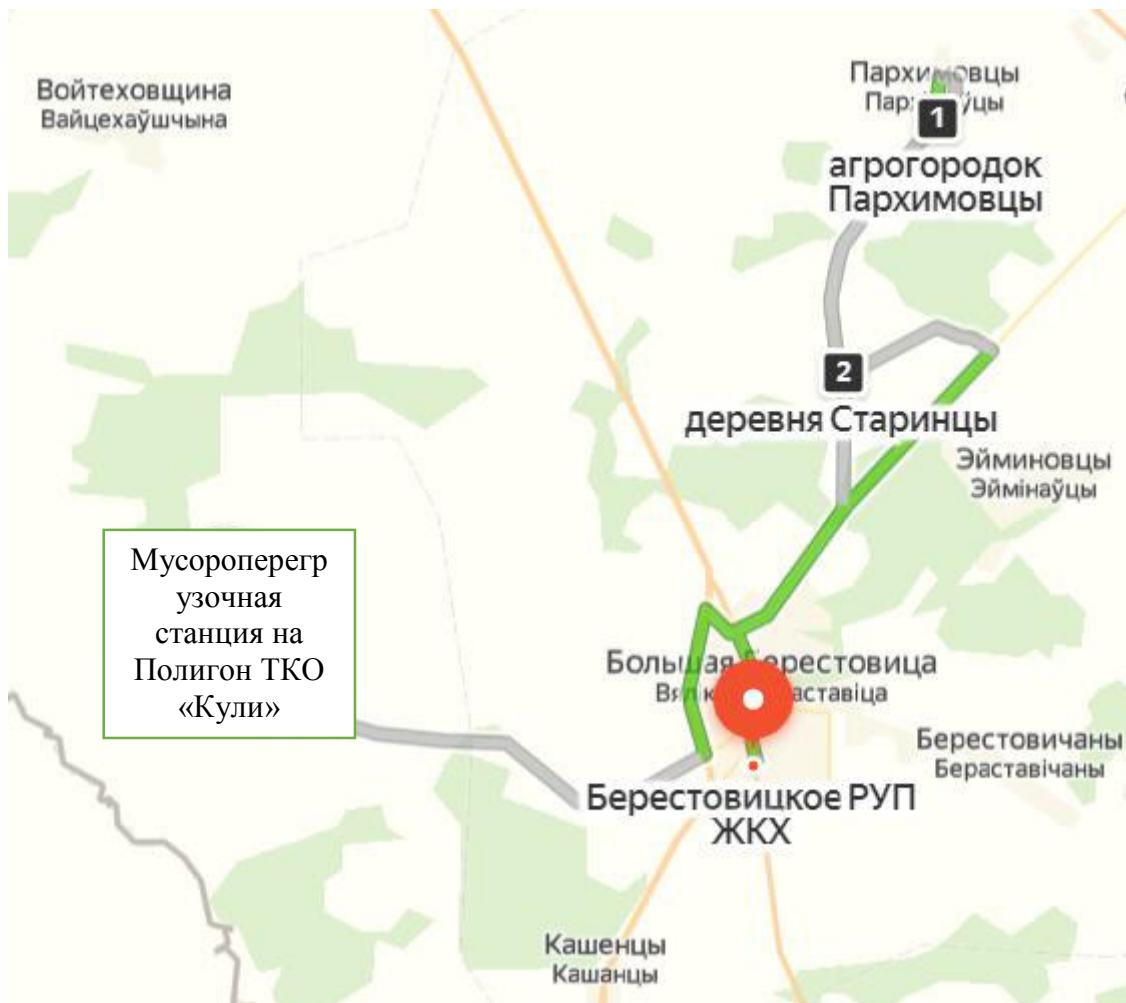 Войтеховщина
Вайцехаўшчына
Пархимовцы
1
агрогородок
Пархимовцы
2
деревня Старинцы
Эйминовцы
Эймінаўцы
Мусороперегр
узочная
станция на
Полигон ТКО
«Кули»
Большая Берестовица
Берестовичаны
Бераставічаны
Берестовицкое РУП
ЖКХ
Кашенцы
Кашанцы